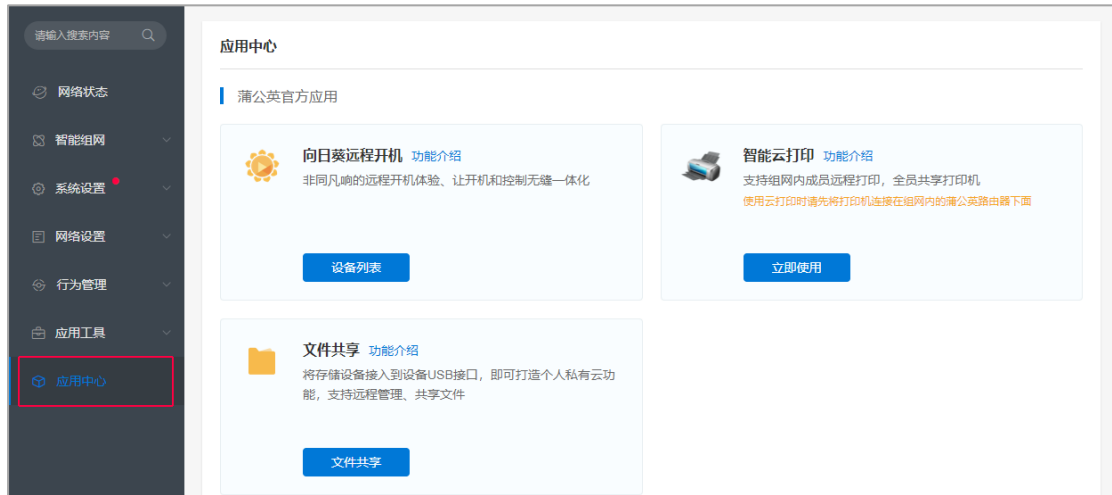 请输入搜索内容
网络状态
智能组网
系统设置
网络设置
行为管理
应用工具
应用中心
应用中心
蒲公英官方应用
向日葵远程开机 功能介绍
非同凡响的远程开机体验、让开机和控制无缝一体化
设备列表
智能云打印 功能介绍
支持组网内成员远程打印，全员共享打印机
使用云打印时请先将打印机连接在组网内的蒲公英路由器下面
立即使用
文件共享 功能介绍
将存储设备接入到设备USB接口，即可打造个人私有云功
能，支持远程管理、共享文件
文件共享